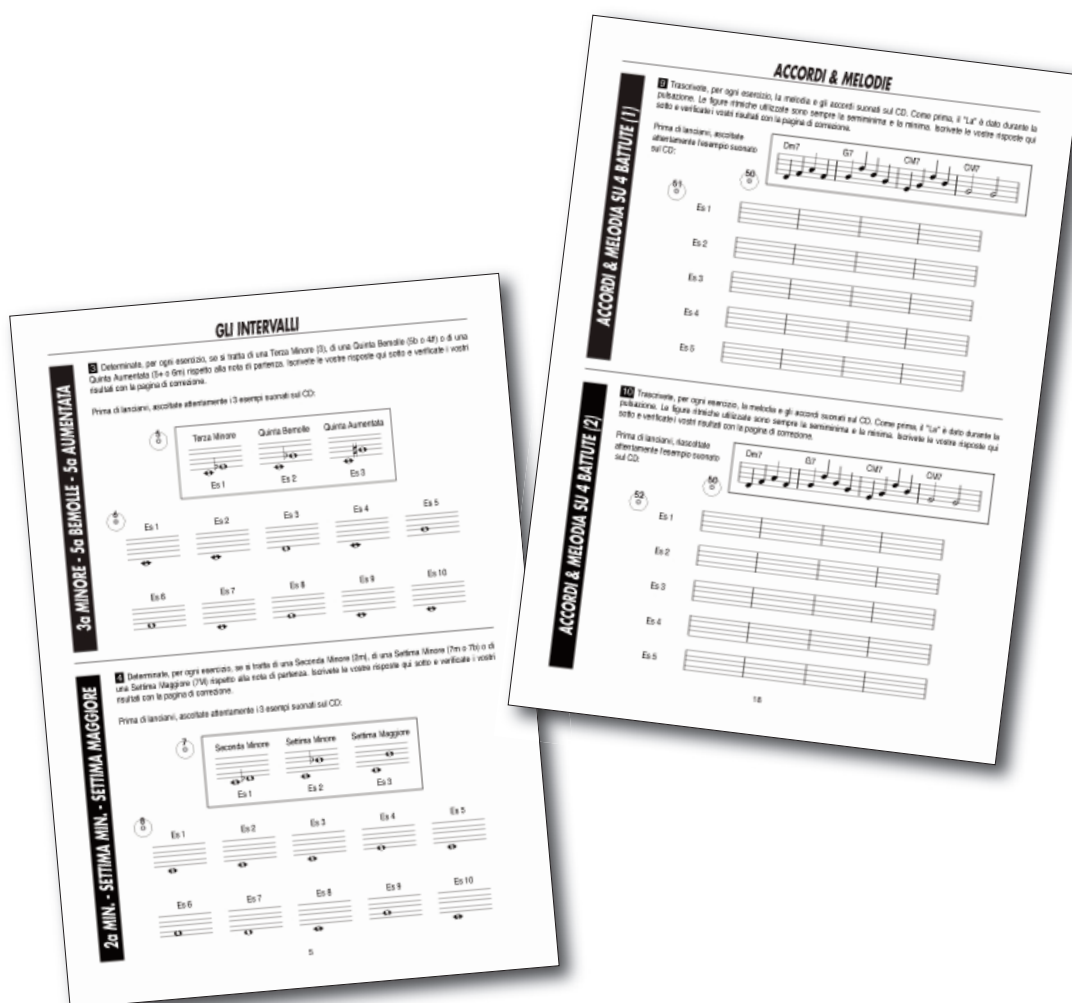 GLI INTERVALLI
3a MINORE - 5a BEMOLLE - 5a AUMENTATA
3 Determinate, per ogni esercizio, se si tratta di una Terza Minore (3), di una Quinta Bemolle (5b o 4#) o di una
Quinta Aumentata (5+ o 6m) rispetto alla nota di partenza. Iscrivete le vostre risposte qui sotto e verificate i vostri
risultati con la pagina di correzione.
Prima di lanciarvi, ascoltate attentamente i 3 esempi suonati sul CD:
5
Terza Minore Quinta Bemolle Quinta Aumentata
Es 1 Es 2 Es 3
6
Es 1 Es 2 Es 3 Es 4 Es 5
Es 6 Es 7 Es 8 Es 9 Es 10
2a MIN. - SETTIMA MIN. - SETTIMA MAGGIORE
4 Determinate, per ogni esercizio, se si tratta di una Seconda Minore (2m), di una Settima Minore (7m o 7b) o di
una Settima Maggiore (7M) rispetto alla nota di partenza. Iscrivete le vostre risposte qui sotto e verificate i vostri
risultati con la pagina di correzione.
Prima di lanciarvi, ascoltate attentamente i 3 esempi suonati sul CD:
7
Seconda Minore Settima Minore Settima Maggiore
Es 1 Es 2 Es 3
8
Es 1 Es 2 Es 3 Es 4 Es 5
Es 6 Es 7 Es 8 Es 9 Es 10
5
ACCORDI & MELODIE
ACCORDI & MELODIA SU 4 BATTUTE (1)
9 Trascrivete, per ogni esercizio, la melodia e gli accordi suonati sul CD. Come prima, il "La" è dato durante la
pulsazione. Le figure ritmiche utilizzate sono sempre la semiminima e la minima. Iscrivete le vostre risposte qui
sotto e verificate i vostri risultati con la pagina di correzione.
Prima di lanciarvi, ascoltate
attentamente l'esempio suonato
sul CD:
50
Dm7 G7 CM7 CM7
51
Es 1
Es 2
Es 3
Es 4
Es 5
ACCORDI & MELODIA SU 4 BATTUTE (2)
10 Trascrivete, per ogni esercizio, la melodia e gli accordi suonati sul CD. Come prima, il "La" è dato durante la
pulsazione. Le figure ritmiche utilizzate sono sempre la semiminima e la minima. Iscrivete le vostre risposte qui
sotto e verificate i vostri risultati con la pagina di correzione.
Prima di lanciarvi, riascoltate
attentamente l'esempio suonato
sul CD:
50
Dm7 G7 CM7 CM7
52
Es 1
Es 2
Es 3
Es 4
Es 5
18